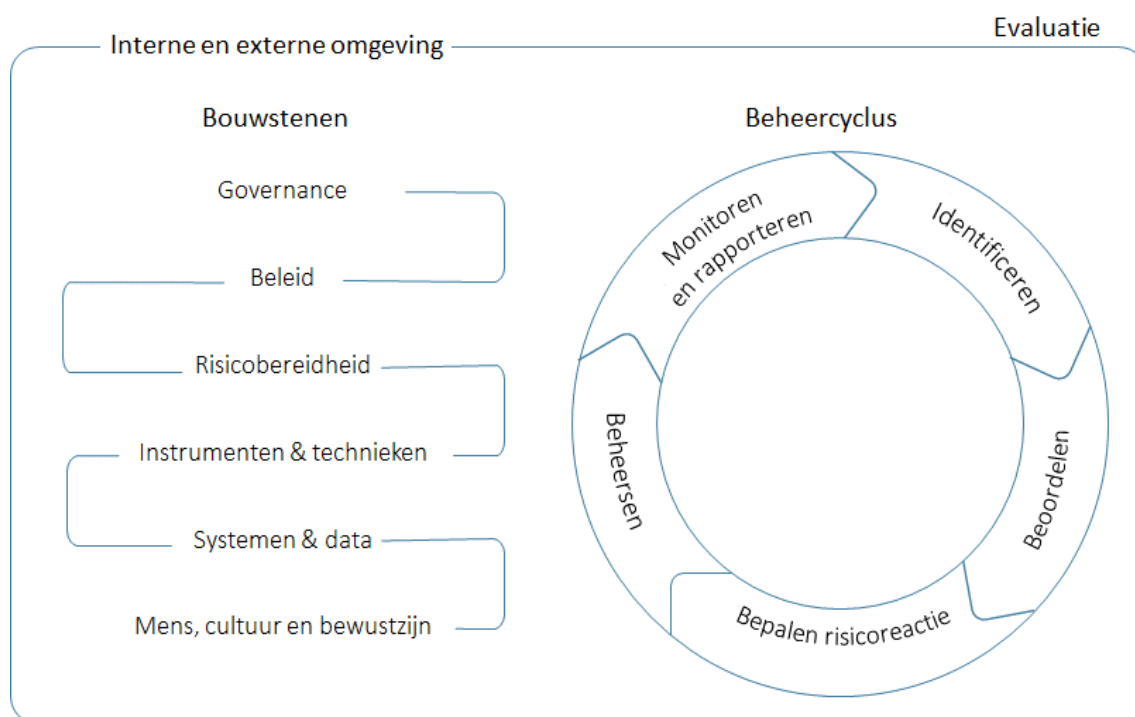 Evaluatie
Interne en externe omgeving
Bouwstenen
Governance
Beleid
Risicobereidheid
Instrumenten & technieken
Systemen & data
Mens, cultuur en bewustzijn
Beheercyclus
Identificeren
Beoordelen
Bepalen risicoreactie
Beheersen
Monitoren
en rapporteren